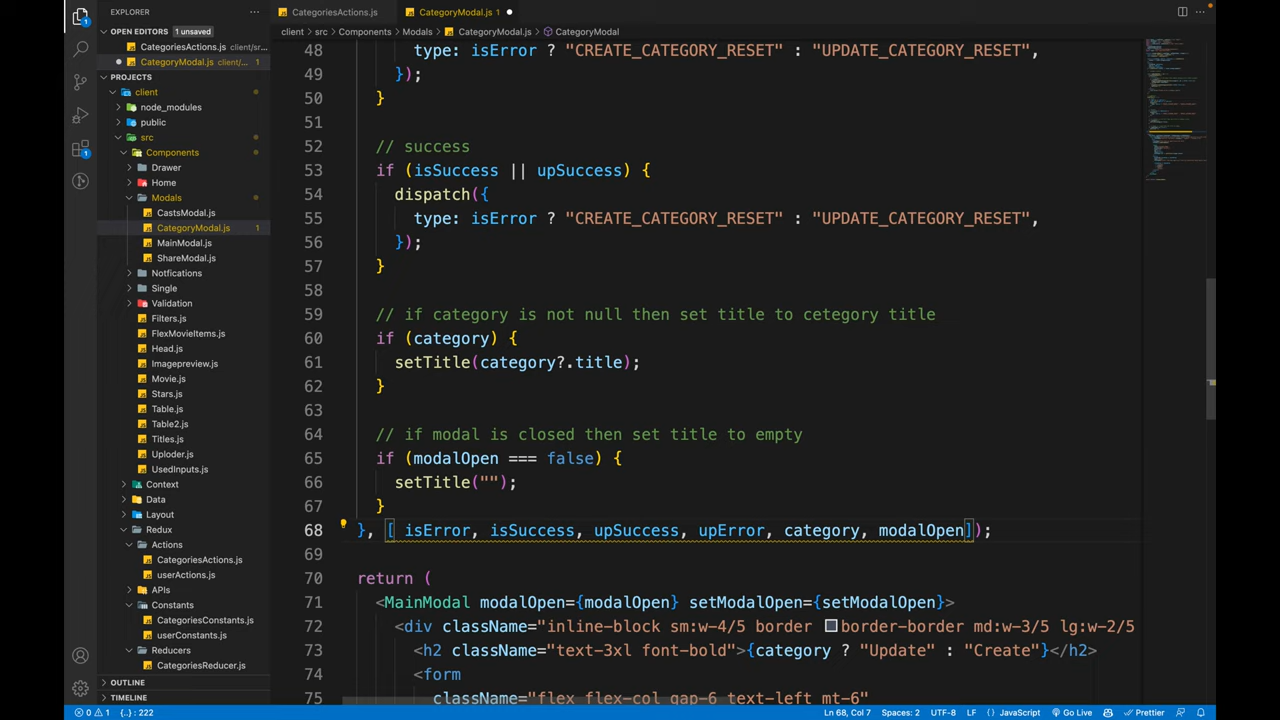 EXPLORER
CategoriesActions.js
CategoryModal.js 1
OPEN EDITORS 1 unsaved
CategoriesActions.js client/sr...
CategoryModal.js client/... 1
PROJECTS
client
node_modules
public
src
Components
Drawer
Home
Modals
CastsModal.js
CategoryModal.js 1
MainModal.js
ShareModal.js
Notfications
Single
Validation
Filters.js
FlexMovieItems.js
Head.js
Imagepreview.js
Movie.js
Stars.js
Table.js
Table2.js
Titles.js
Uploder.js
UsedInputs.js
Context
Data
Layout
Redux
Actions
CategoriesActions.js
userActions.js
APIs
Constants
CategoriesConstants.js
userConstants.js
Reducers
CategoriesReducer.js
OUTLINE
TIMELINE
client > src > Components > Modals > CategoryModal.js > CategoryModal
48 type: isError ? "CREATE_CATEGORY_RESET" : "UPDATE_CATEGORY_RESET",
49 });
50 }
51
52 // success
53 if (isSuccess || upSuccess) {
54 dispatch({
55 type: isError ? "CREATE_CATEGORY_RESET" : "UPDATE_CATEGORY_RESET",
56 });
57 }
58
59 // if category is not null then set title to cetegory title
60 if (category) {
61 setTitle(category?.title);
62 }
63
64 // if modal is closed then set title to empty
65 if (modalOpen === false) {
66 setTitle("");
67 }
68 }, [ isError, isSuccess, upSuccess, upError, category, modalOpen]);
69
70 return (
71 <MainModal modalOpen={modalOpen} setModalOpen={setModalOpen}>
72 <div className="inline-block sm:w-4/5 border border-border md:w-3/5 lg:w-2/5
73 <h2 className="text-3xl font-bold">{category ? "Update" : "Create"}</h2>
74 <form
75 className="flex flex-col gap-6 text-left mt-6"
0 1 {..}: 222 Ln 68, Col 7 Spaces: 2 UTF-8 LF {} JavaScript Go Live Prettier